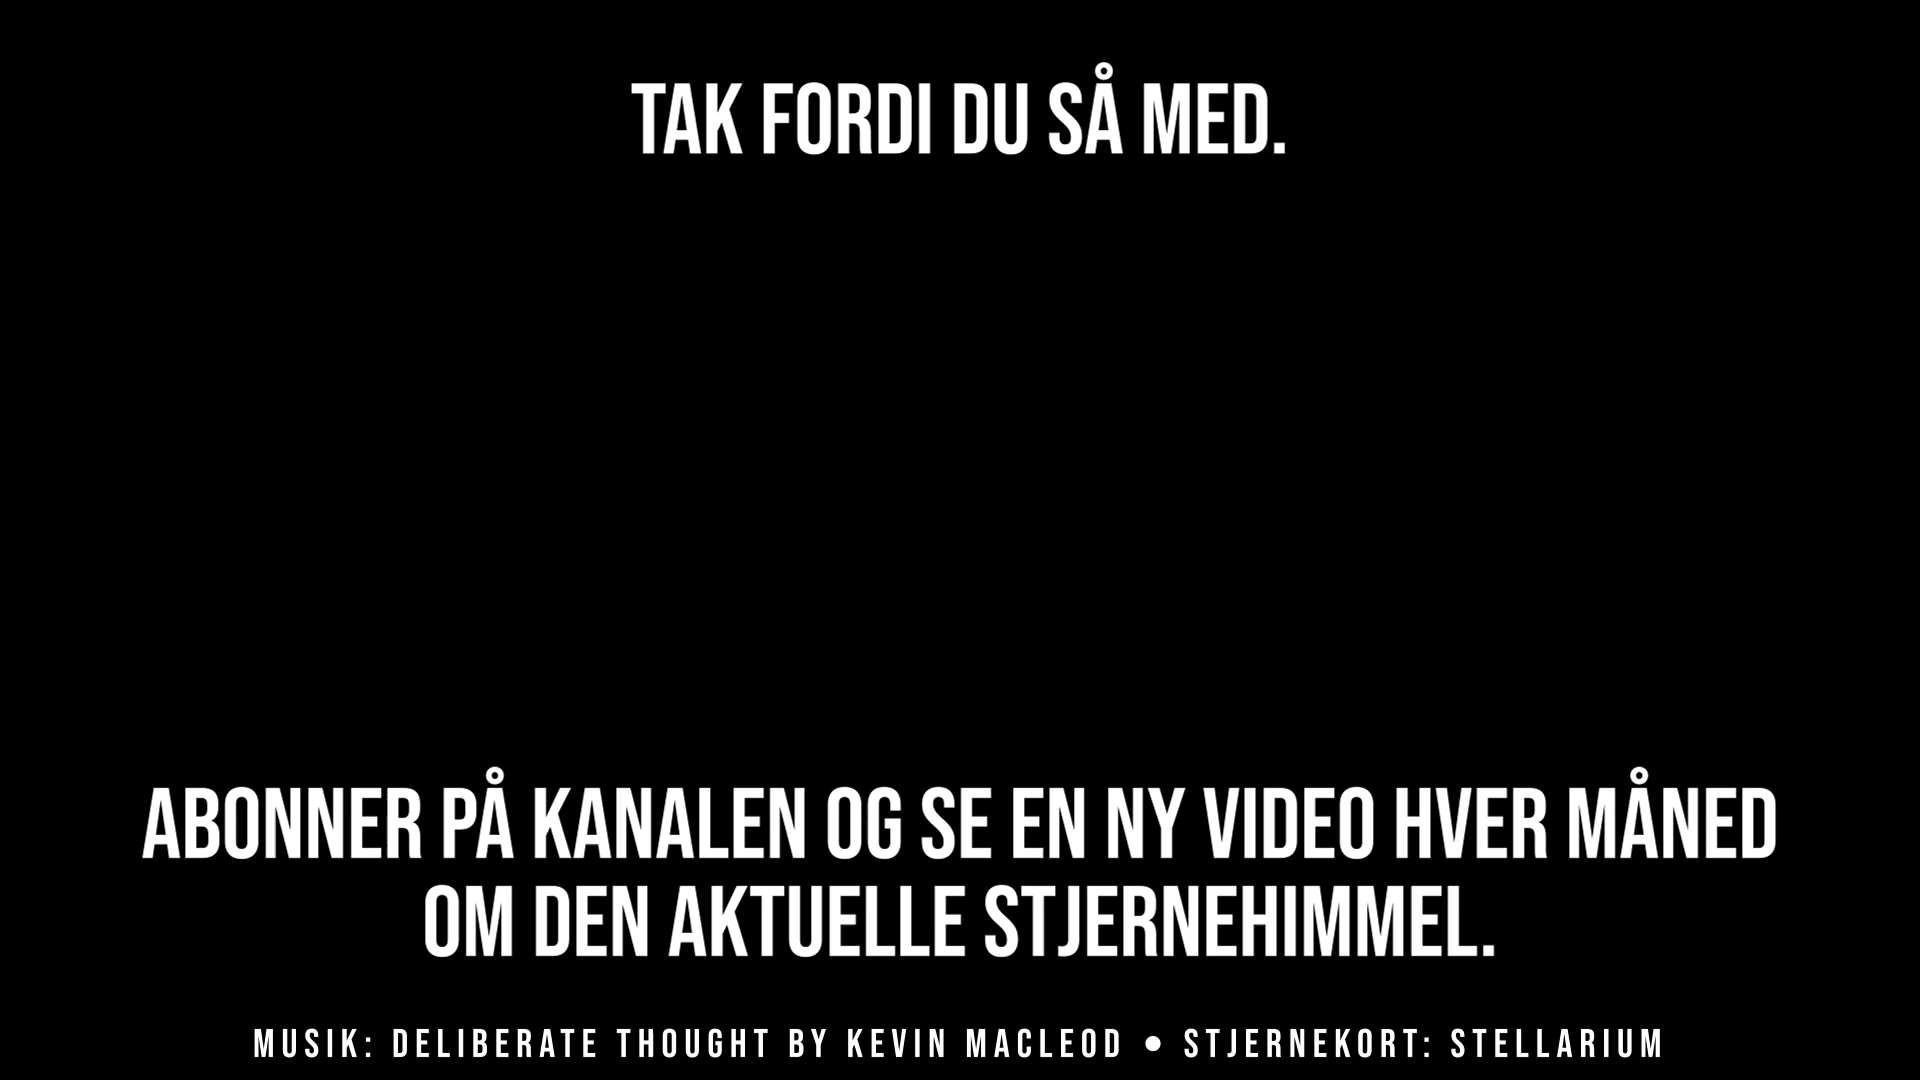 TAK FORDI DU SÅ MED.
ABONNER PÅ KANALEN OG SE EN NY VIDEO HVER MÅNED
OM DEN AKTUELLE STJERNEHIMMEL.
MUSIK: DELIBERATE THOUGHT BY KEVIN MACLEOD • STJERNEKORT: STELLARIUM